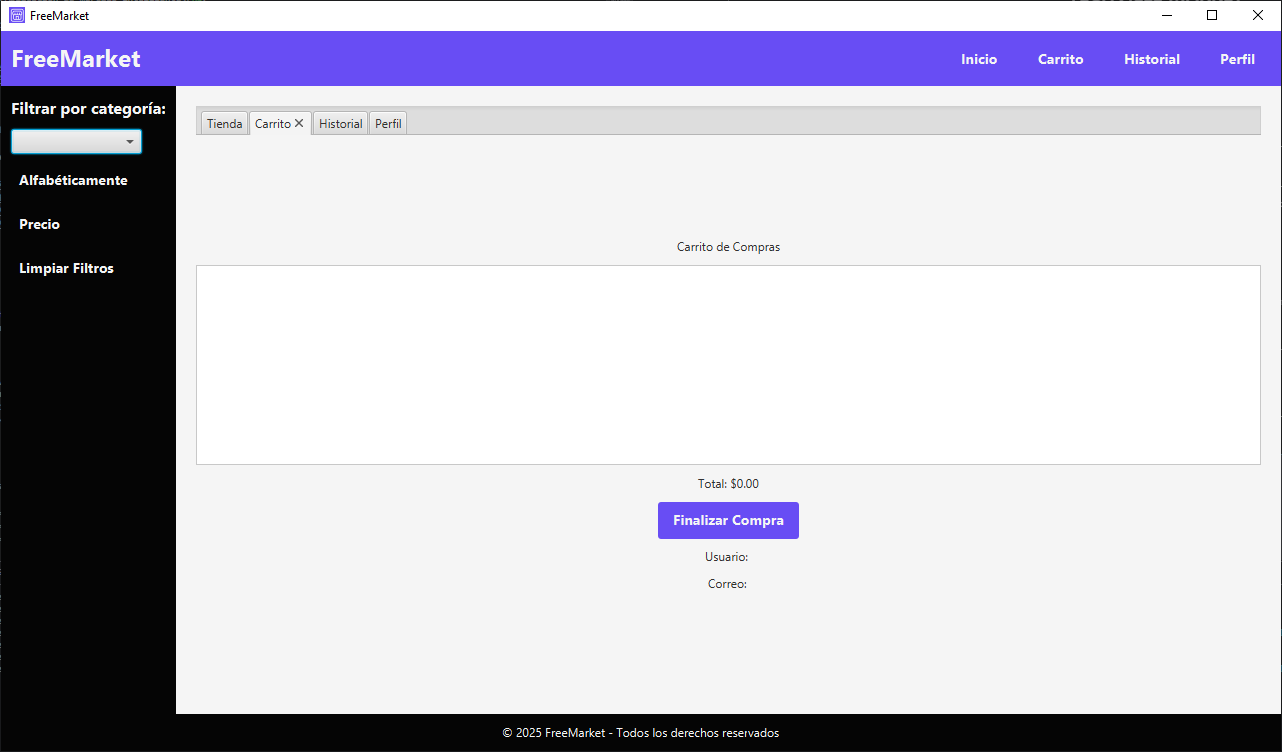 FreeMarket
FreeMarket Inicio Carrito Historial Perfil
Filtrar por categoría:
Alfabéticamente
Precio
Limpiar Filtros
Tienda Carrito Historial Perfil
Carrito de Compras
Total: $0.00
Finalizar Compra
Usuario:
Correo:
© 2025 FreeMarket - Todos los derechos reservados